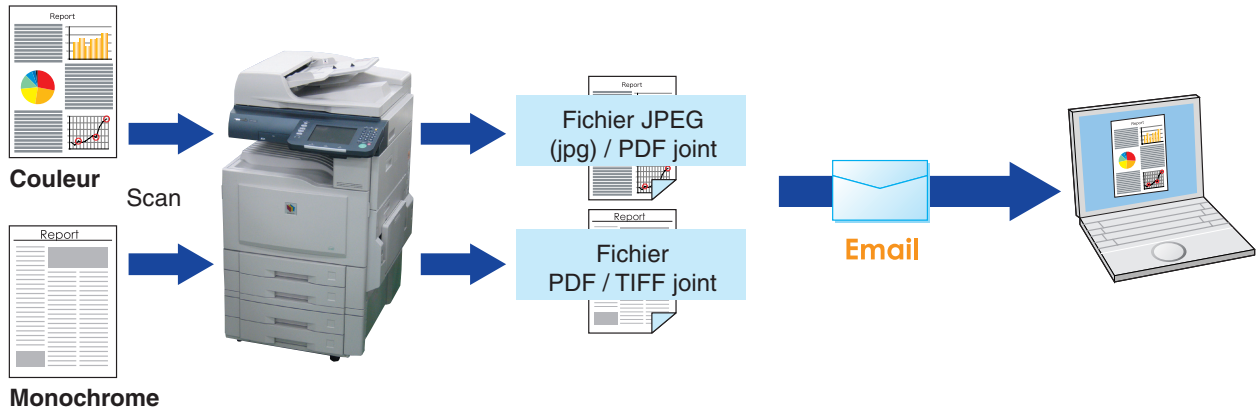 Report
Couleur
Scan
Report
Monochrome
Report
Fichier JPEG
(jpg) / PDF joint
Report
Fichier
PDF / TIFF joint
Email
Report